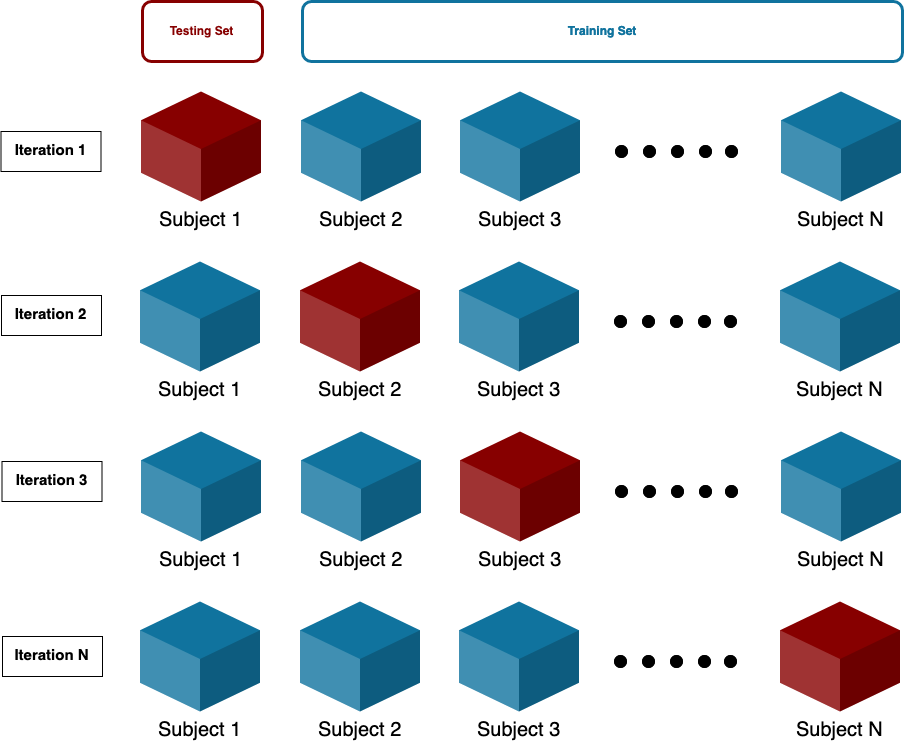 Testing Set
Training Set
Iteration 1
Subject 1
Subject 2
Subject 3
Subject N
Iteration 2
Subject 1
Subject 2
Subject 3
Subject N
Iteration 3
Subject 1
Subject 2
Subject 3
Subject N
Iteration N
Subject 1
Subject 2
Subject 3
Subject N